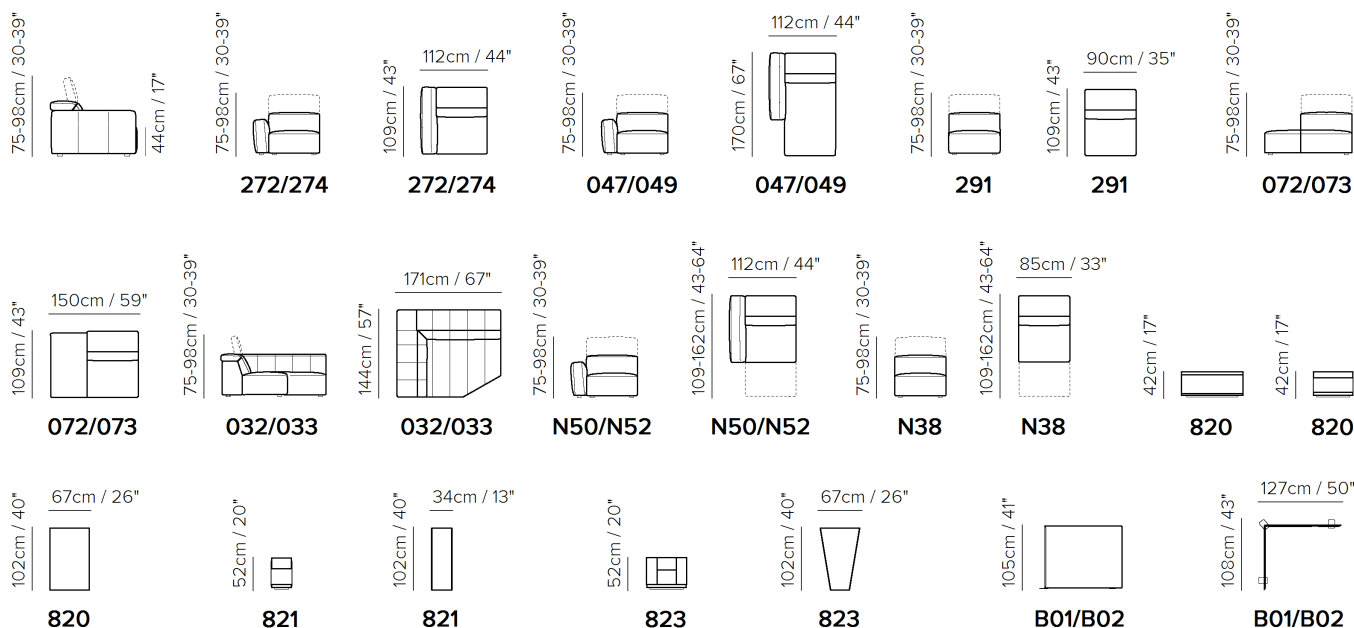 75-98cm / 30-39"
44cm / 17"
75-98cm / 30-39"
272/274
112cm / 44"
109cm / 43"
272/274
75-98cm / 30-39"
047/049
112cm / 44"
170cm / 67"
047/049
75-98cm / 30-39"
291
90cm / 35"
109cm / 43"
291
75-98cm / 30-39"
072/073
150cm / 59"
109cm / 43"
072/073
75-98cm / 30-39"
032/033
171cm / 67"
144cm / 57"
032/033
75-98cm / 30-39"
N50/N52
112cm / 44"
109-162cm / 43-64"
N50/N52
75-98cm / 30-39"
N38
85cm / 33"
109-162cm / 43-64"
N38
42cm / 17"
820
42cm / 17"
820
67cm / 26"
102cm / 40"
820
52cm / 20"
821
34cm / 13"
102cm / 40"
821
52cm / 20"
823
67cm / 26"
102cm / 40"
823
105cm / 41"
B01/B02
127cm / 50"
108cm / 43"
B01/B02